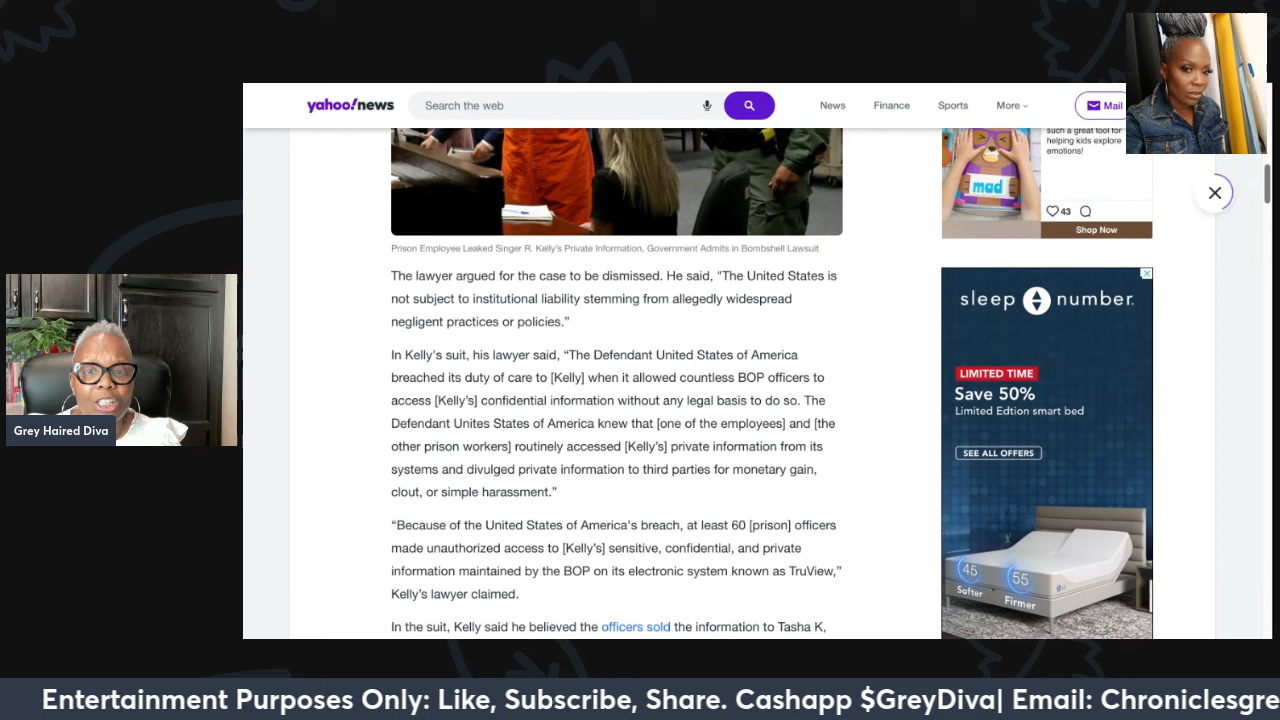 yahoo!news
Search the web
News
Finance
Sports
More
Mail
such a great tool for
helping kids explore
emotions!
mad
43
Shop Now
Prison Employee Leaked Singer R. Kelly's Private Information, Government Admits in Bombshell Lawsuit
The lawyer argued for the case to be dismissed. He said, "The United States is
not subject to institutional liability stemming from allegedly widespread
negligent practices or policies.”
In Kelly's suit, his lawyer said, “The Defendant United States of America
breached its duty of care to [Kelly] when it allowed countless BOP officers to
access [Kelly’s] confidential information without any legal basis to do so. The
Defendant Unites States of America knew that [one of the employees] and [the
other prison workers] routinely accessed [Kelly’s] private information from its
systems and divulged private information to third parties for monetary gain,
clout, or simple harassment.”
“Because of the United States of America's breach, at least 60 [prison] officers
made unauthorized access to [Kelly’s] sensitive, confidential, and private
information maintained by the BOP on its electronic system known as TruView,”
Kelly’s lawyer claimed.
In the suit, Kelly said he believed the officers sold the information to Tasha K,
sleep number
LIMITED TIME
Save 50%
Limited Edtion smart bed
SEE ALL OFFERS
45
Softer
55
Firmer
Grey Haired Diva
Entertainment Purposes Only: Like, Subscribe, Share. Cashapp $GreyDiva| Email: Chroniclesgre